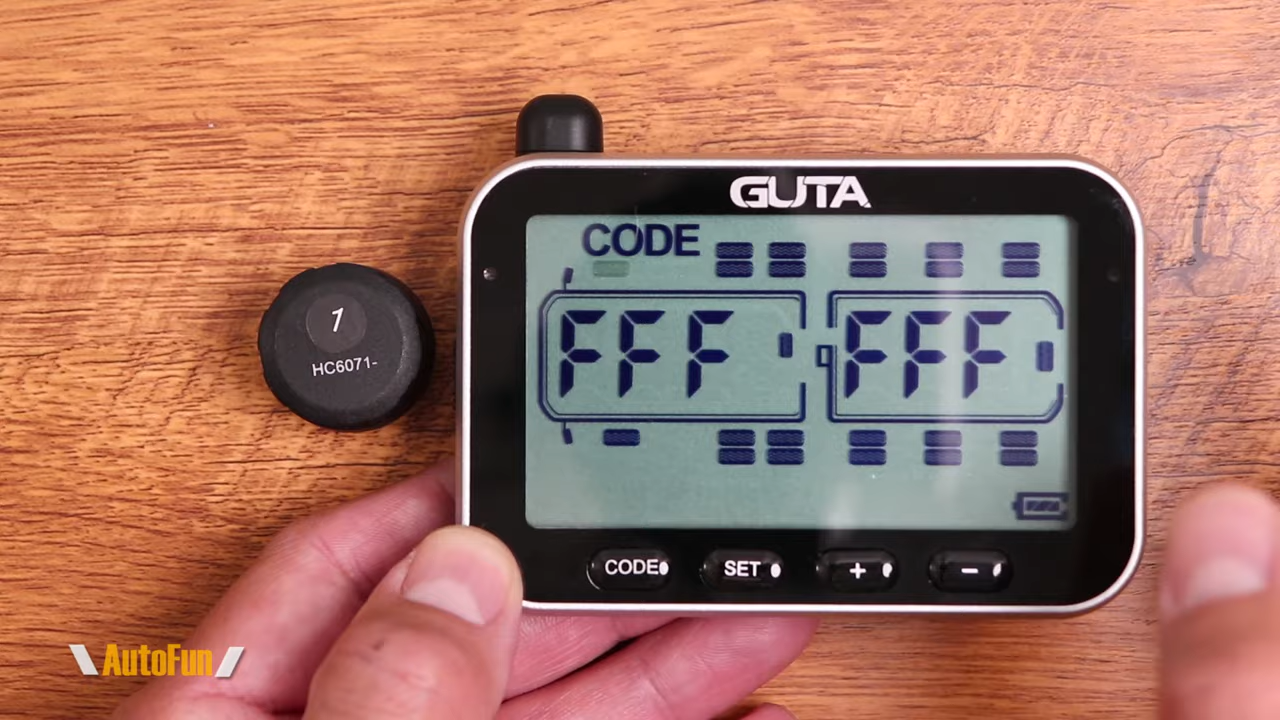 GUTA
CODE
1
HC6071-
FFF FFF
CODE SET + -
AutoFun